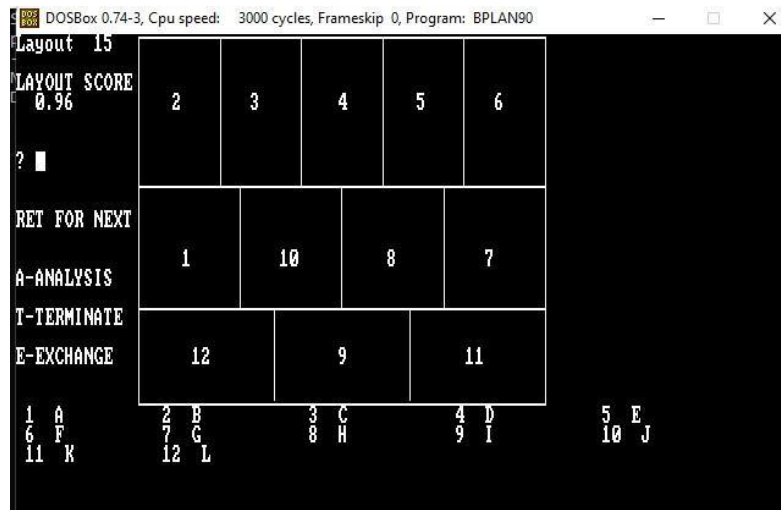 DOSBox 0.74-3, Cpu speed: 3000 cycles, Frameskip 0, Program: BPLAN90
Layout 15
LAYOUT SCORE
0.96
2 3 4 5 6
?
RET FOR NEXT
1 10 8 7
A-ANALYSIS
T-TERMINATE
E-EXCHANGE
12 9 11
1 A 2 B 3 C 4 D 5 E
6 F 7 G 8 H 9 I 10 J
11 K 12 L